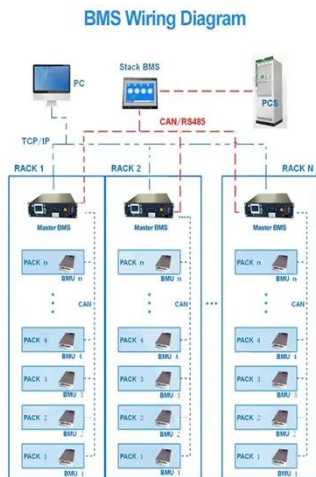 BMS Wiring Diagram
Stack BMS
PC
PCS
CAN/RS485
TCP/IP
RACK 1
RACK 2
RACK N
Master BMS
Master BMS
Master BMS
PACK n
BMU n
PACK n
BMU n
PACK n
BMU n
CAN
CAN
CAN
PACK 4
BMU 4
PACK 4
BMU 4
PACK 4
BMU 4
PACK 3
BMU 3
PACK 3
BMU 3
PACK 3
BMU 3
PACK 2
BMU 2
PACK 2
BMU 2
PACK 2
BMU 2
PACK 1
BMU 1
PACK 1
BMU 1
PACK 1
BMU 1